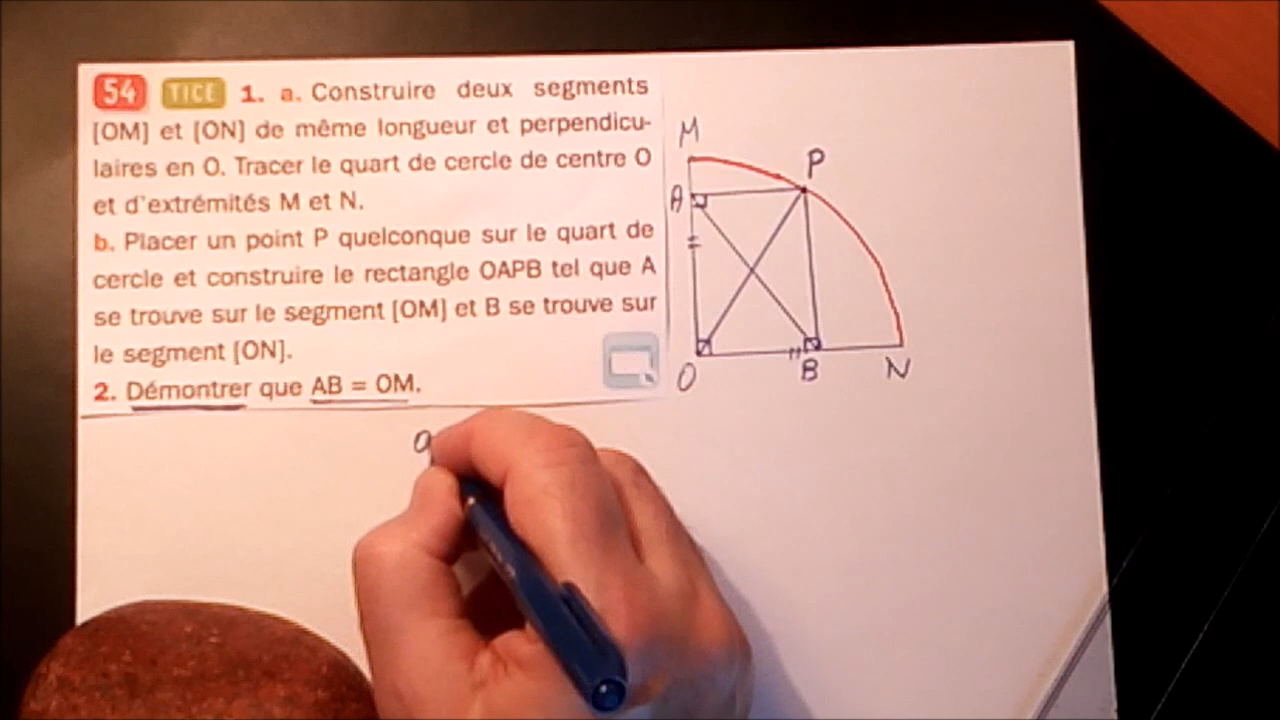 54 TICE 1. a. Construire deux segments
[OM] et [ON] de même longueur et perpendicu-
laires en O. Tracer le quart de cercle de centre O
et d'extrémités M et N.
b. Placer un point P quelconque sur le quart de
cercle et construire le rectangle OAPB tel que A
se trouve sur le segment [OM] et B se trouve sur
le segment [ON].
2. Démontrer que AB = OM.
M
P
A
O
B
N